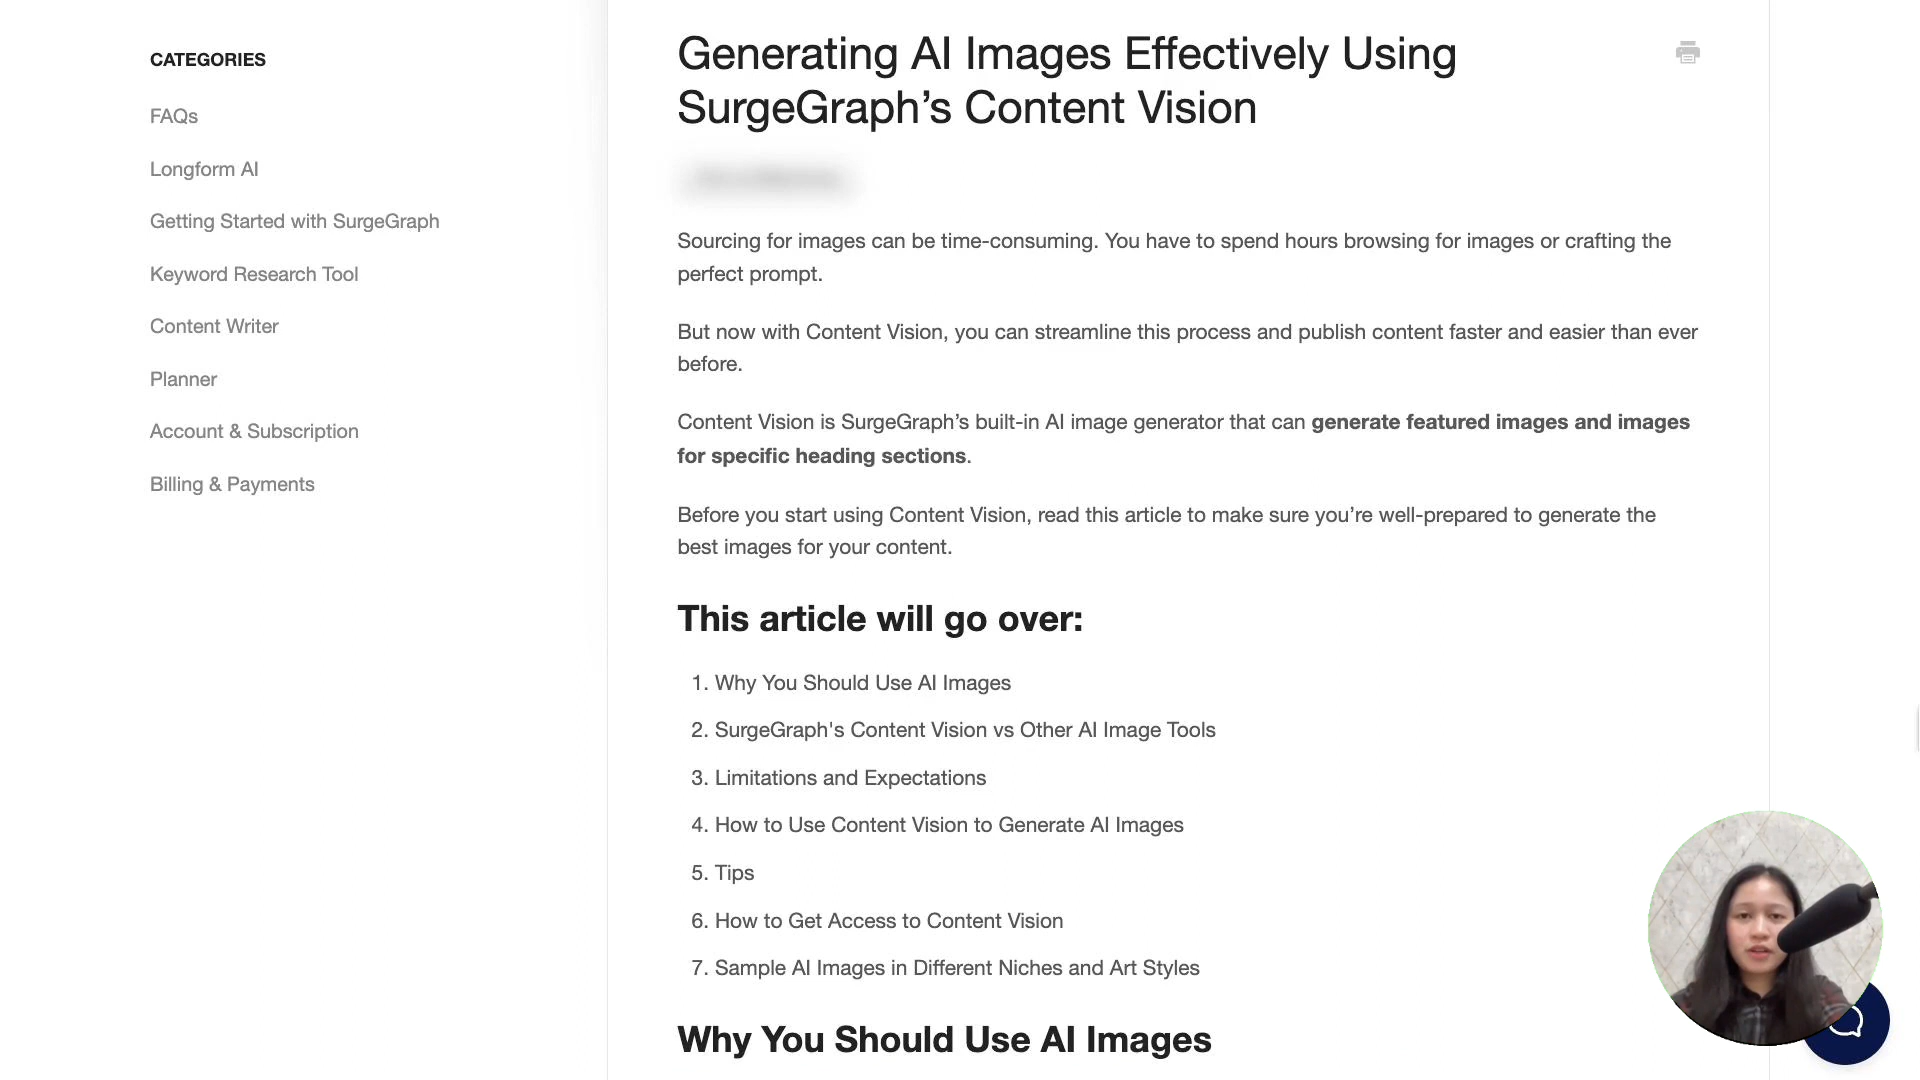 CATEGORIES
FAQs
Longform AI
Getting Started with SurgeGraph
Keyword Research Tool
Content Writer
Planner
Account & Subscription
Billing & Payments
Generating AI Images Effectively Using
SurgeGraph’s Content Vision
Sourcing for images can be time-consuming. You have to spend hours browsing for images or crafting the
perfect prompt.
But now with Content Vision, you can streamline this process and publish content faster and easier than ever
before.
Content Vision is SurgeGraph’s built-in AI image generator that can generate featured images and images
for specific heading sections.
Before you start using Content Vision, read this article to make sure you’re well-prepared to generate the
best images for your content.
This article will go over:
1. Why You Should Use AI Images
2. SurgeGraph's Content Vision vs Other AI Image Tools
3. Limitations and Expectations
4. How to Use Content Vision to Generate AI Images
5. Tips
6. How to Get Access to Content Vision
7. Sample AI Images in Different Niches and Art Styles
Why You Should Use AI Images